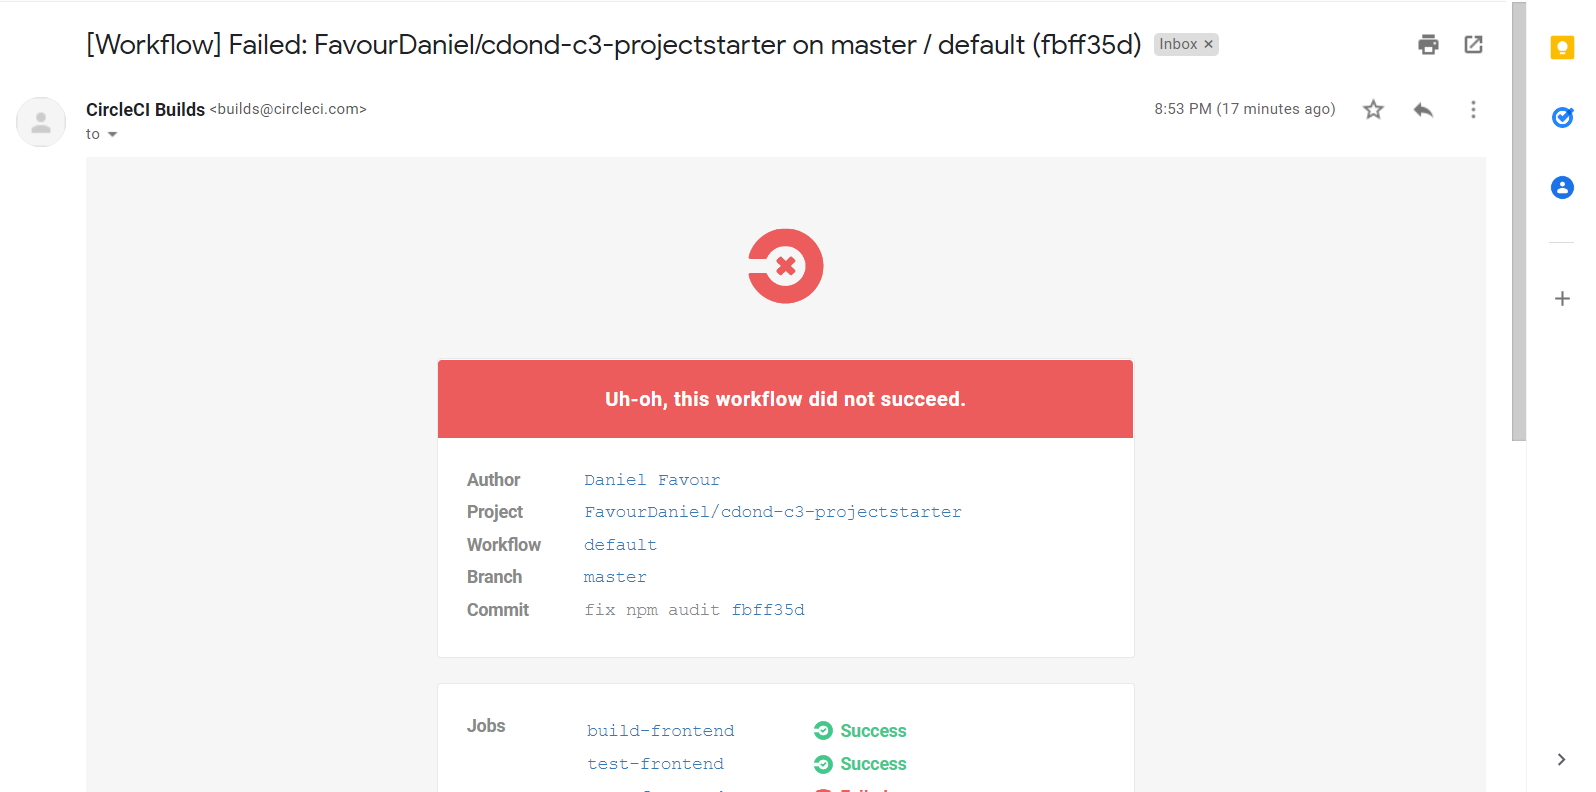 [Workflow] Failed: FavourDaniel/cdond-c3-projectstarter on master / default (fbff35d) Inbox ×
CircleCI Builds <builds@circleci.com> 8:53 PM (17 minutes ago)
to
Uh-oh, this workflow did not succeed.
Author Daniel Favour
Project FavourDaniel/cdond-c3-projectstarter
Workflow default
Branch master
Commit fix npm audit fbff35d
Jobs build-frontend Success
test-frontend Success